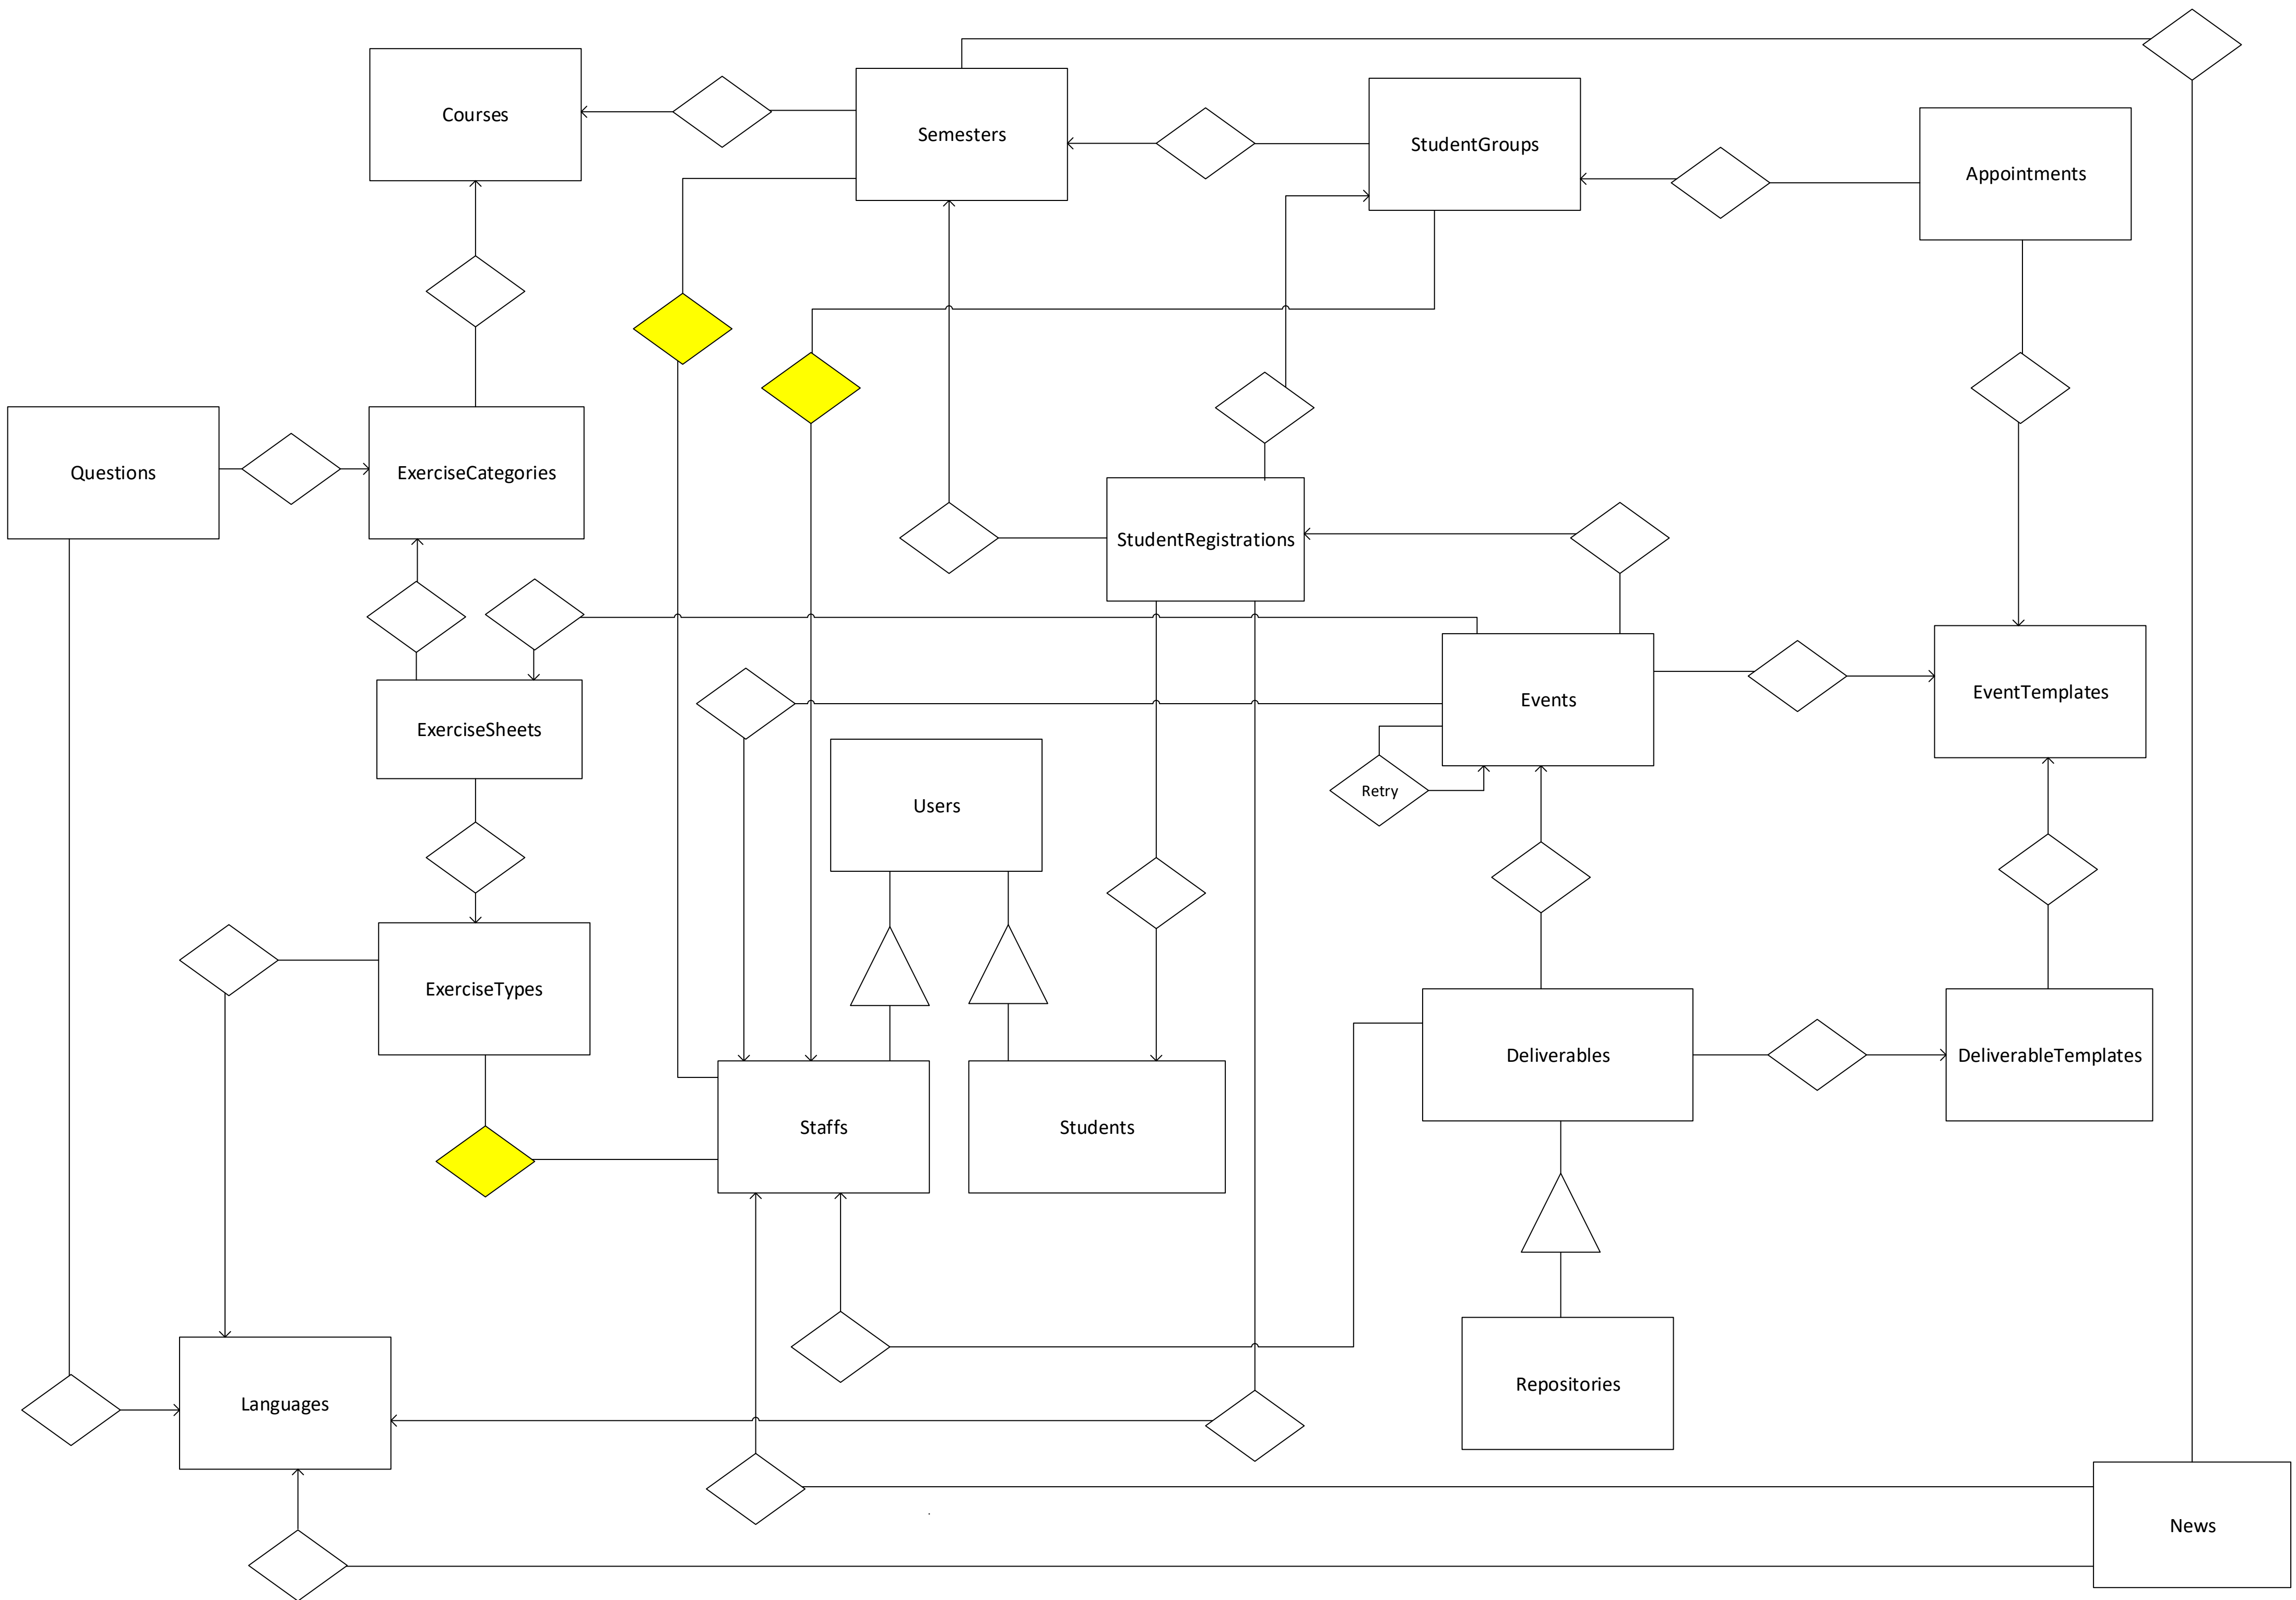 Courses
Semesters
StudentGroups
Appointments
Questions
ExerciseCategories
StudentRegistrations
ExerciseSheets
Events
EventTemplates
Users
Retry
ExerciseTypes
Staffs
Students
Deliverables
DeliverableTemplates
Languages
Repositories
News